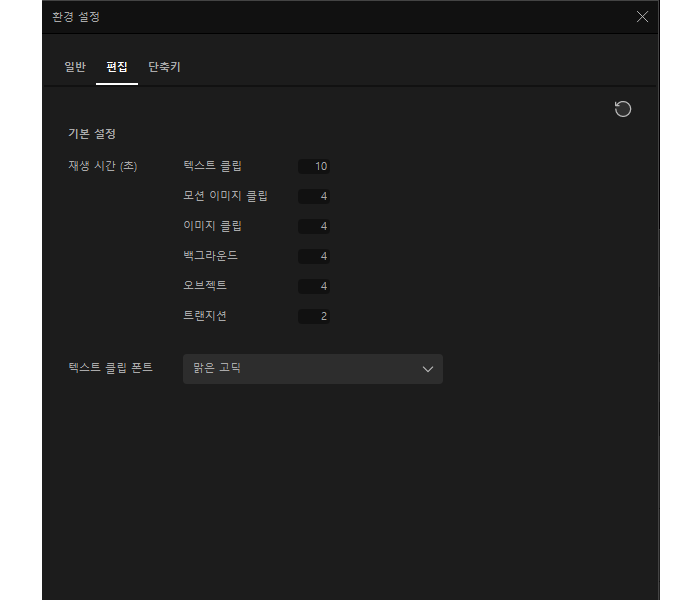 환경 설정
일반 편집 단축키
기본 설정
재생 시간 (초) 텍스트 클립 10
모션 이미지 클립 4
이미지 클립 4
백그라운드 4
오브젝트 4
트랜지션 2
텍스트 클립 폰트 맑은 고딕